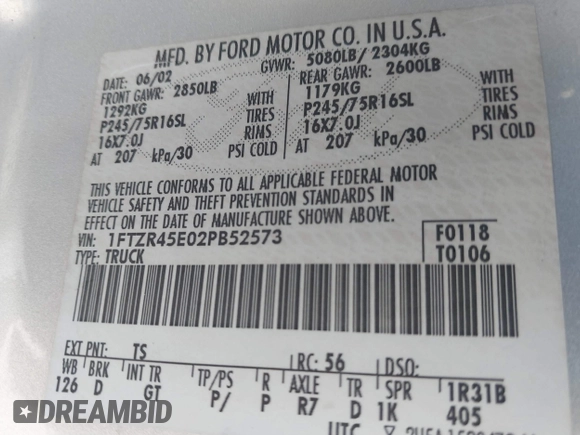 MFD. BY FORD MOTOR CO. IN U.S.A.
DATE: 06/02 GVWR: 5080LB/ 2304KG
FRONT GAWR: 2850LB REAR GAWR: 2600LB
1292KG WITH 1179KG WITH
P245/75R16SL TIRES P245/75R16SL TIRES
16X7.0J RIMS 16X7.0J RIMS
AT 207 kPa/30 PSI COLD AT 207 kPa/30 PSI COLD
THIS VEHICLE CONFORMS TO ALL APPLICABLE FEDERAL MOTOR
VEHICLE SAFETY AND THEFT PREVENTION STANDARDS IN
EFFECT ON THE DATE OF MANUFACTURE SHOWN ABOVE.
VIN: 1FTZR45E02PB52573 F0118
TYPE: TRUCK T0106
EXT PNT: TS RC: 56 DSO:
WB BRK INT TR TP/PS R AXLE TR SPR 1R31B
126 D GT P/ P R7 D 1K 405
UTC
DREAMBID